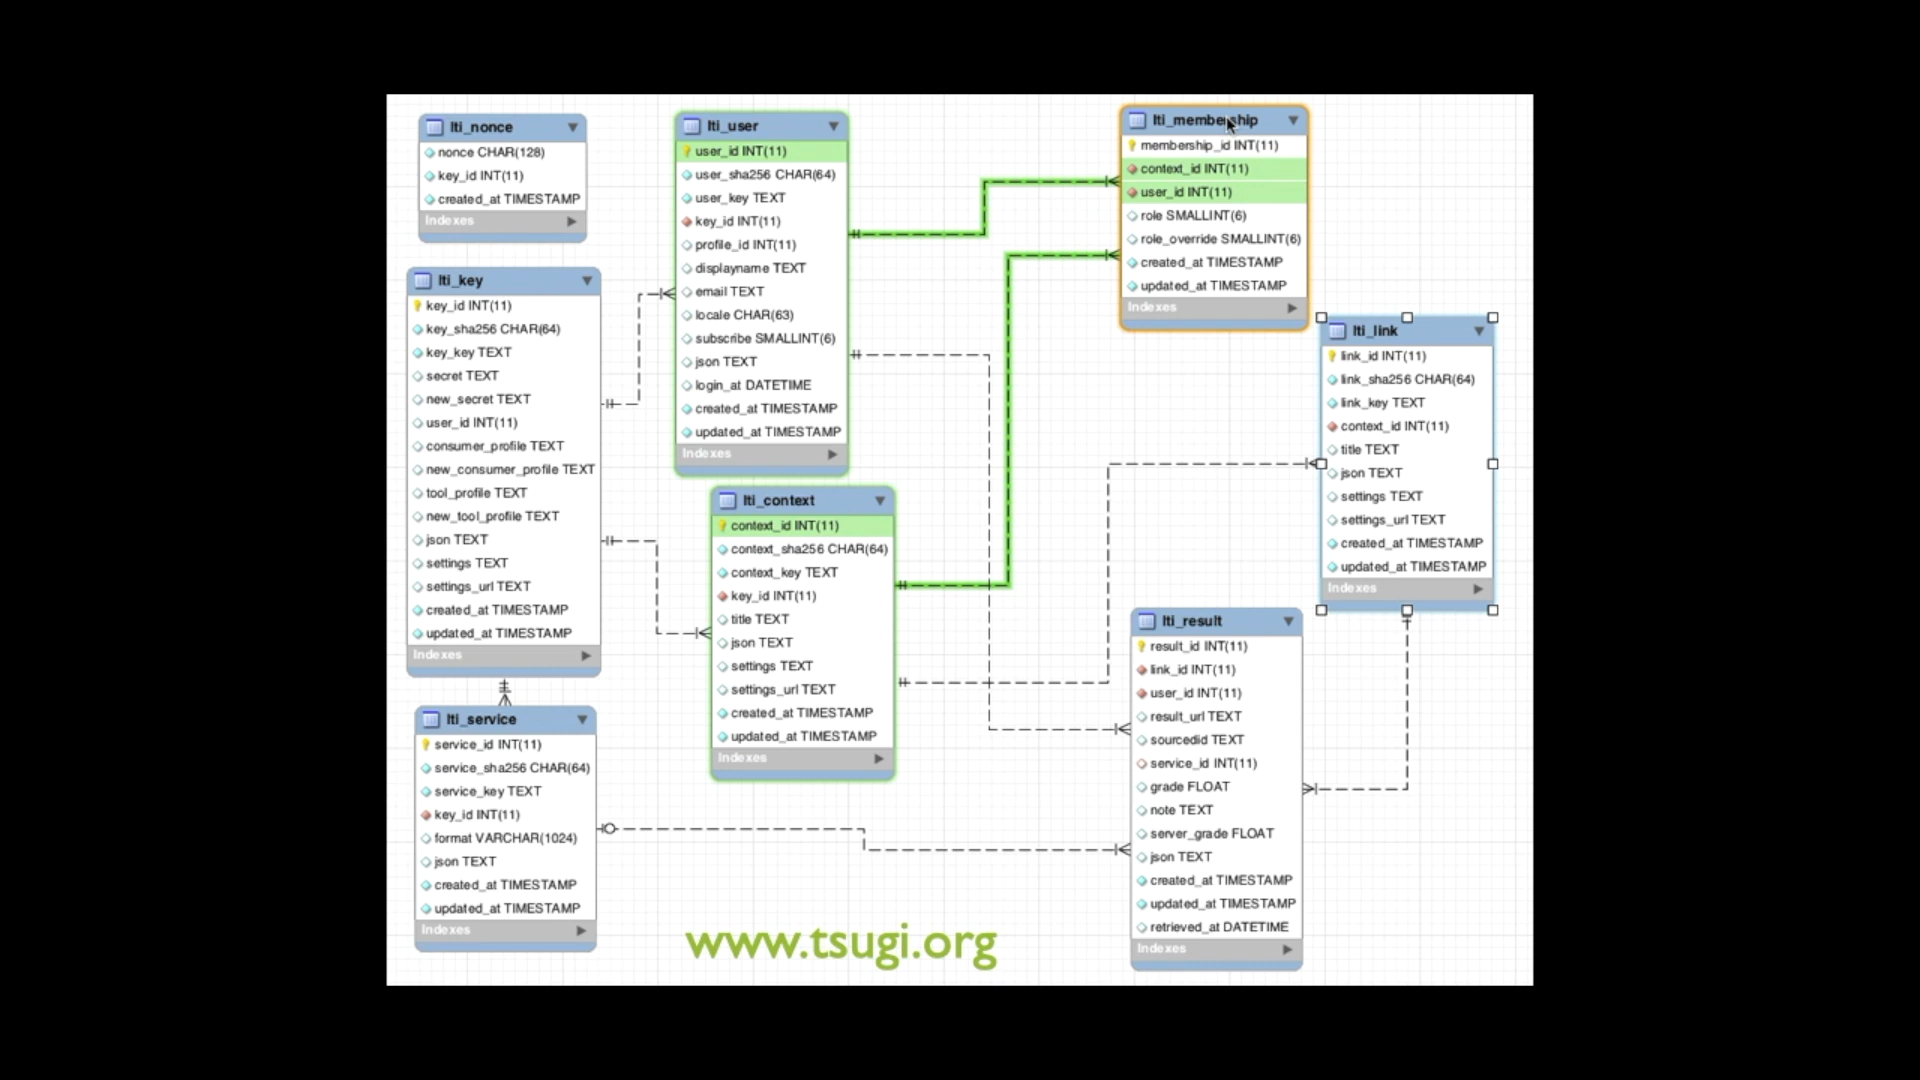 lti_nonce
nonce CHAR(128)
key_id INT(11)
created_at TIMESTAMP
Indexes
lti_key
key_id INT(11)
key_sha256 CHAR(64)
key_key TEXT
secret TEXT
new_secret TEXT
user_id INT(11)
consumer_profile TEXT
new_consumer_profile TEXT
tool_profile TEXT
new_tool_profile TEXT
json TEXT
settings TEXT
settings_url TEXT
created_at TIMESTAMP
updated_at TIMESTAMP
Indexes
lti_service
service_id INT(11)
service_sha256 CHAR(64)
service_key TEXT
key_id INT(11)
format VARCHAR(1024)
json TEXT
created_at TIMESTAMP
updated_at TIMESTAMP
Indexes
lti_user
user_id INT(11)
user_sha256 CHAR(64)
user_key TEXT
key_id INT(11)
profile_id INT(11)
displayname TEXT
email TEXT
locale CHAR(63)
subscribe SMALLINT(6)
json TEXT
login_at DATETIME
created_at TIMESTAMP
updated_at TIMESTAMP
Indexes
lti_context
context_id INT(11)
context_sha256 CHAR(64)
context_key TEXT
key_id INT(11)
title TEXT
json TEXT
settings TEXT
settings_url TEXT
created_at TIMESTAMP
updated_at TIMESTAMP
Indexes
lti_membership
membership_id INT(11)
context_id INT(11)
user_id INT(11)
role SMALLINT(6)
role_override SMALLINT(6)
created_at TIMESTAMP
updated_at TIMESTAMP
Indexes
lti_link
link_id INT(11)
link_sha256 CHAR(64)
link_key TEXT
context_id INT(11)
title TEXT
json TEXT
settings TEXT
settings_url TEXT
created_at TIMESTAMP
updated_at TIMESTAMP
Indexes
lti_result
result_id INT(11)
link_id INT(11)
user_id INT(11)
result_url TEXT
sourcedid TEXT
service_id INT(11)
grade FLOAT
note TEXT
server_grade FLOAT
json TEXT
created_at TIMESTAMP
updated_at TIMESTAMP
retrieved_at DATETIME
Indexes
www.tsugi.org